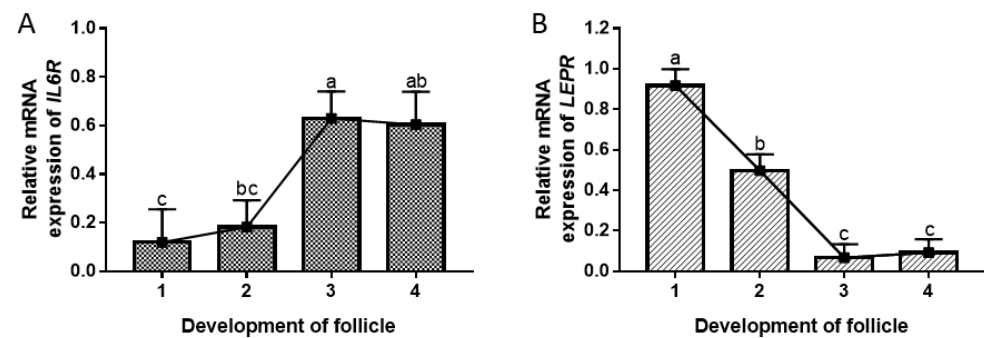 A
Relative mRNA
expression of IL6R
1.0
0.8
0.6
0.4
0.2
0.0
c
bc
a
ab
1 2 3 4
Development of follicle
B
Relative mRNA
expression of LEPR
1.2
1.0
0.8
0.6
0.4
0.2
0.0
a
b
c
c
1 2 3 4
Development of follicle